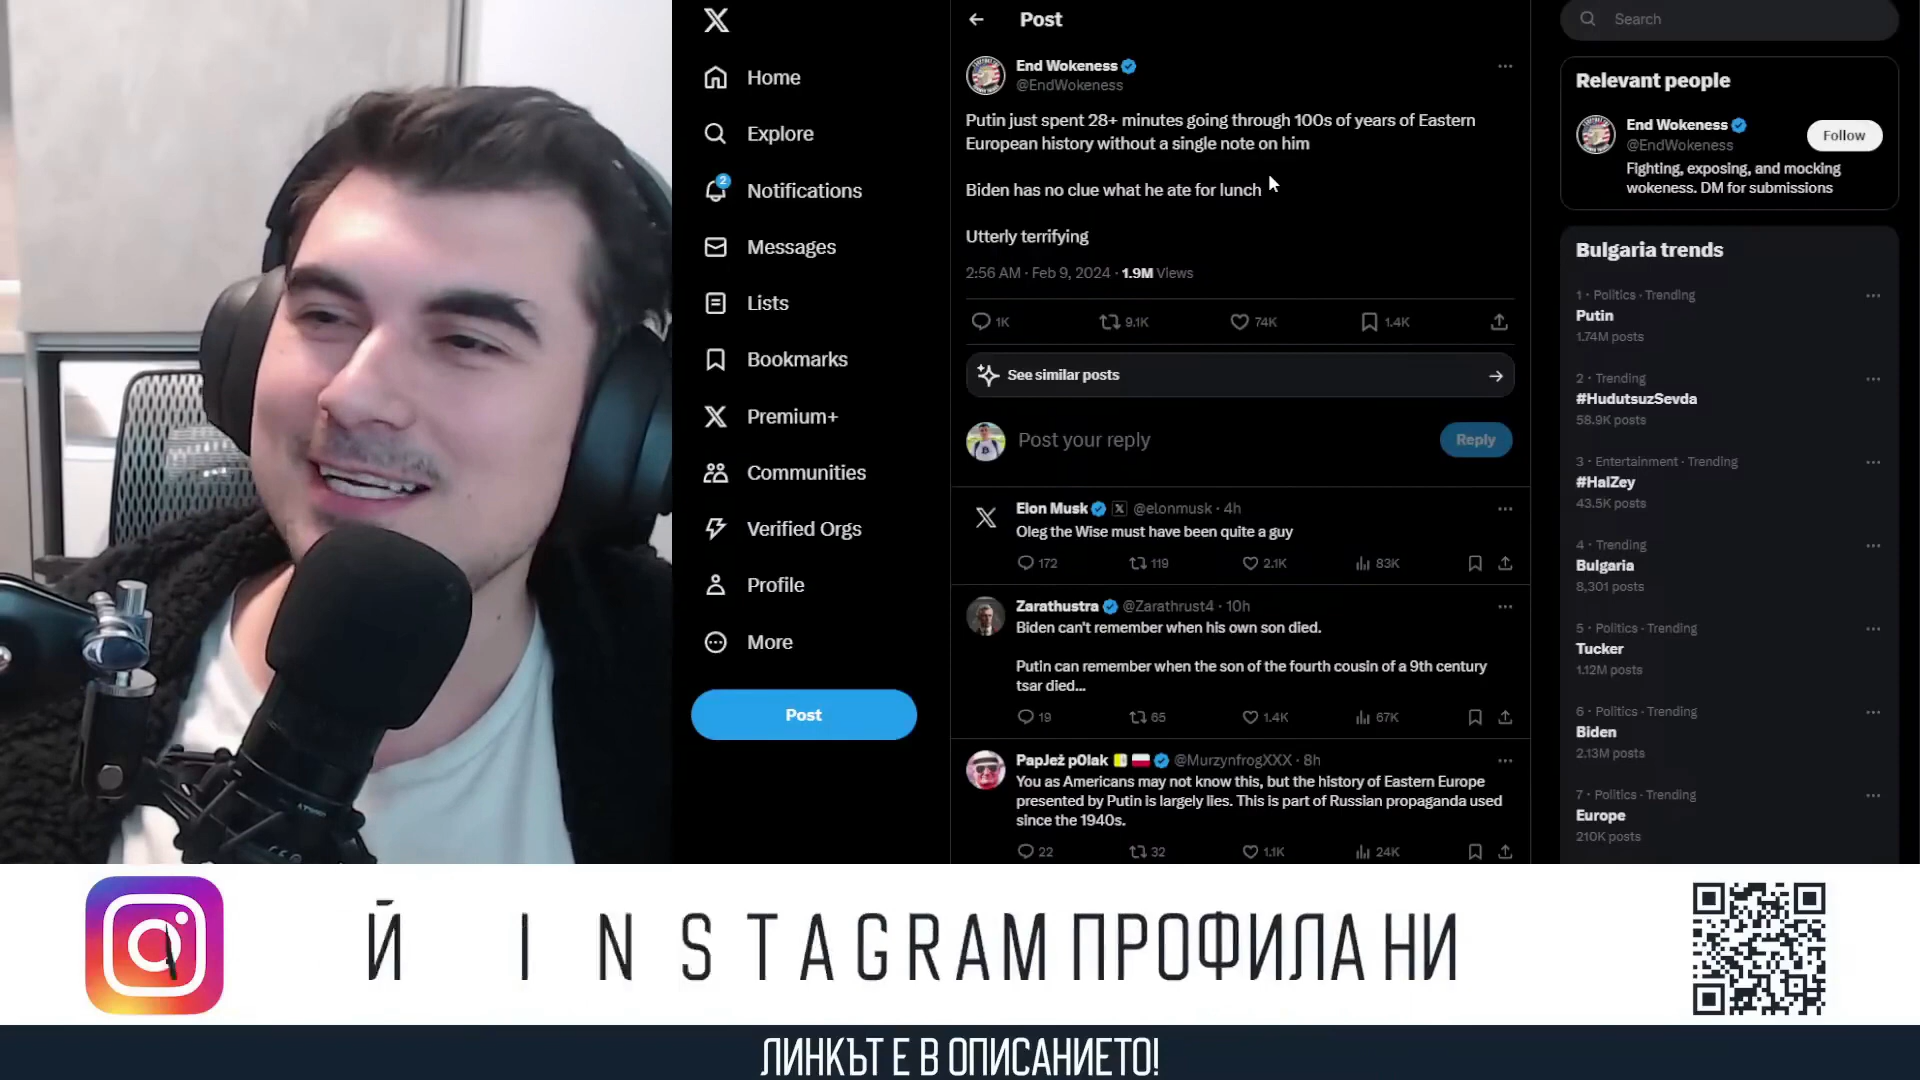 Post
Search
Home
Explore
2
Notifications
Messages
Lists
Bookmarks
Premium+
Communities
Verified Orgs
Profile
More
Post
End Wokeness
@EndWokeness
Putin just spent 28+ minutes going through 100s of years of Eastern
European history without a single note on him
Biden has no clue what he ate for lunch
Utterly terrifying
2:56 AM · Feb 9, 2024 · 1.9M Views
1K 9.1K 74K 1.4K
See similar posts
Post your reply
Reply
Elon Musk @elonmusk · 4h
Oleg the Wise must have been quite a guy
172 119 2.1K 83K
Zarathustra @Zarathrust4 · 10h
Biden can't remember when his own son died.
Putin can remember when the son of the fourth cousin of a 9th century
tsar died...
19 65 1.4K 67K
PapJeż p0lak @MurzynfrogXXX · 8h
You as Americans may not know this, but the history of Eastern Europe
presented by Putin is largely lies. This is part of Russian propaganda used
since the 1940s.
22 32 1.1K 24K
Relevant people
End Wokeness
@EndWokeness
Follow
Fighting, exposing, and mocking
wokeness. DM for submissions
Bulgaria trends
1 · Politics · Trending
Putin
1.74M posts
2 · Trending
#HudutsuzSevda
58.9K posts
3 · Entertainment · Trending
#HalZey
43.5K posts
4 · Trending
Bulgaria
8,301 posts
5 · Politics · Trending
Tucker
1.12M posts
6 · Politics · Trending
Biden
2.13M posts
7 · Politics · Trending
Europe
210K posts
Й INSTAGRAM ПРОФИЛА НИ
ЛИНКЪТ Е В ОПИСАНИЕТО!